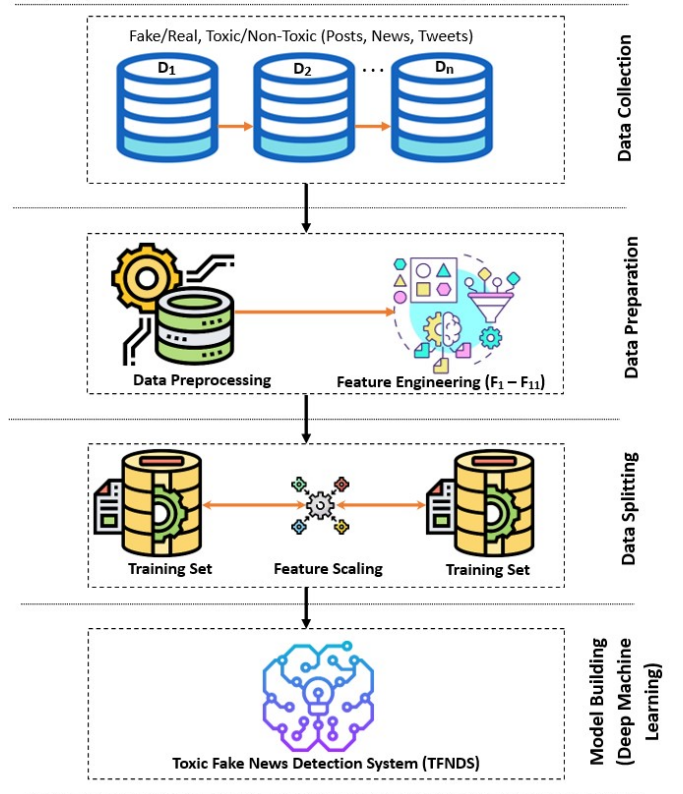 Fake/Real, Toxic/Non-Toxic (Posts, News, Tweets)
D₁
D₂
...
Dₙ
Data Collection
Data Preprocessing
Feature Engineering (F₁ – F₁₁)
Data Preparation
Training Set
Feature Scaling
Training Set
Data Splitting
Toxic Fake News Detection System (TFNDS)
Model Building
(Deep Machine
Learning)